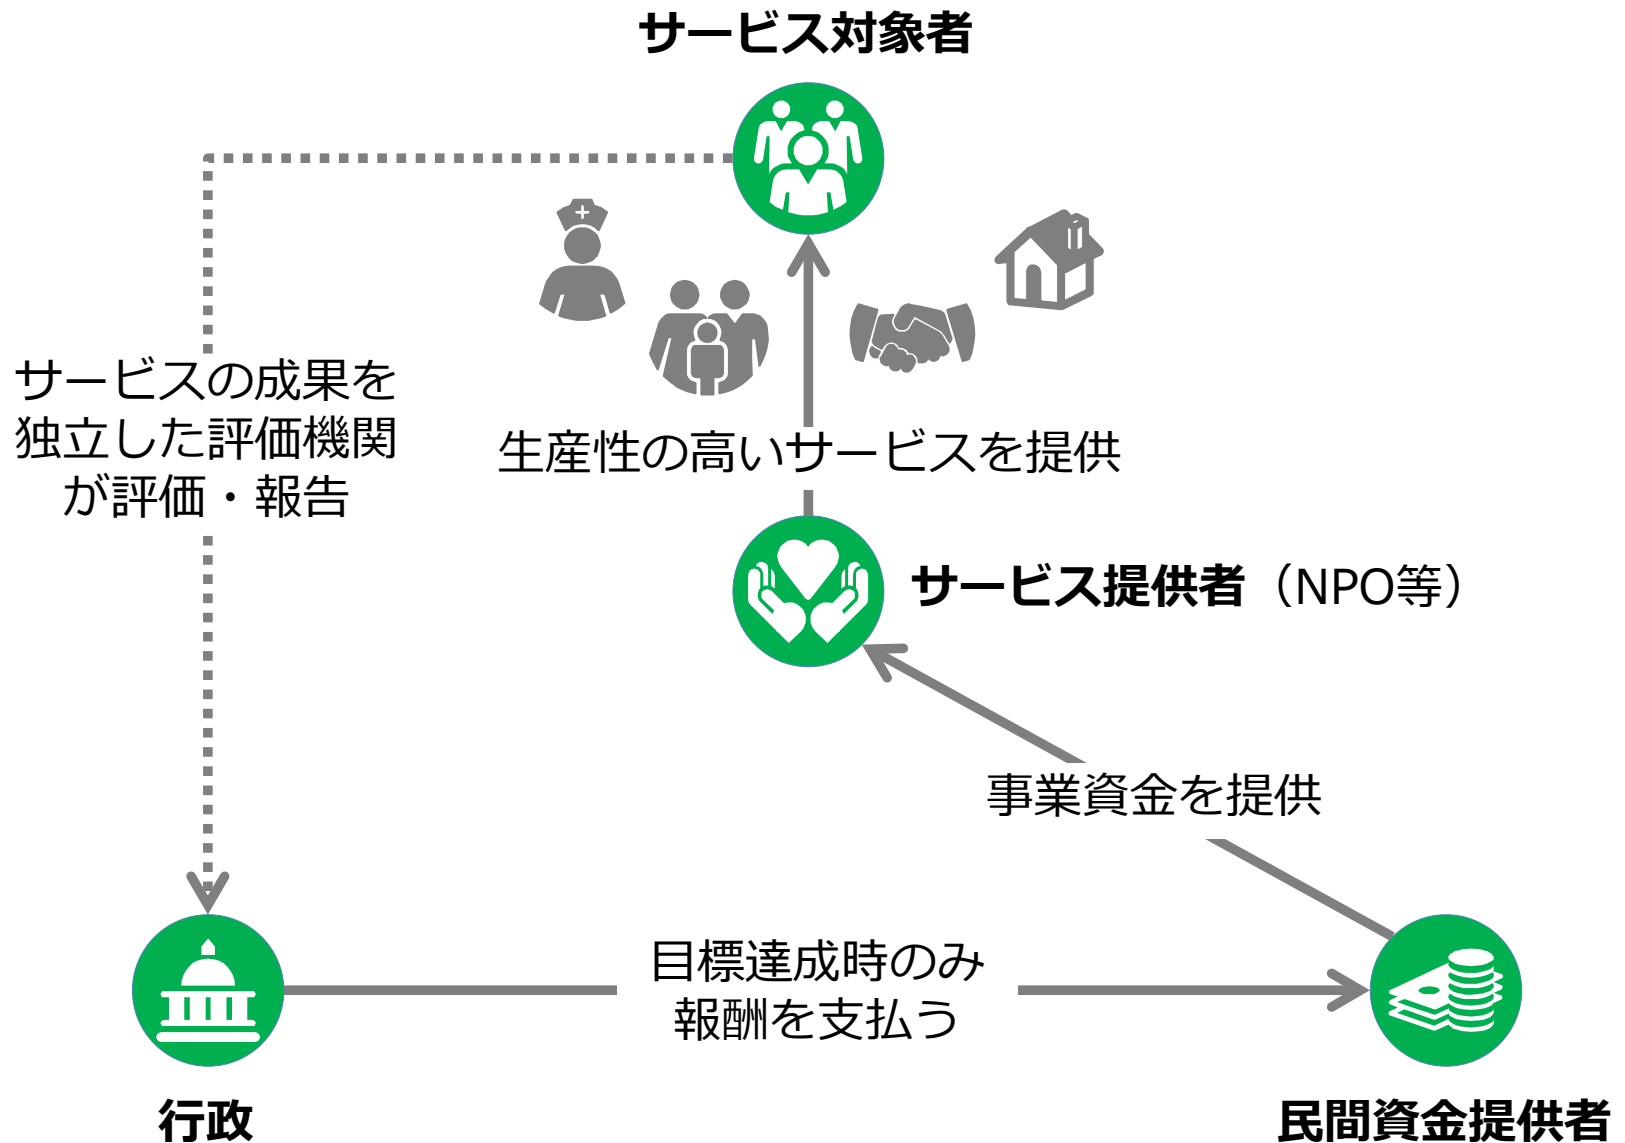 サービス対象者
サービスの成果を
独立した評価機関
が評価・報告
生産性の高いサービスを提供
サービス提供者（NPO等）
事業資金を提供
目標達成時のみ
報酬を支払う
行政
民間資金提供者